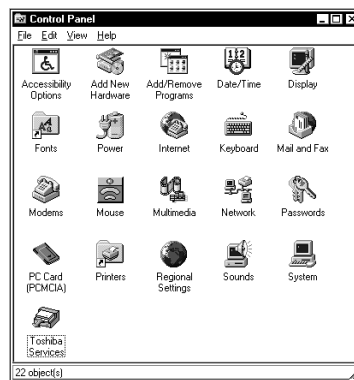 Control Panel
File Edit View Help
Accessibility Options
Add New Hardware
Add/Remove Programs
Date/Time
Display
Fonts
Power
Internet
Keyboard
Mail and Fax
Modems
Mouse
Multimedia
Network
Passwords
PC Card (PCMCIA)
Printers
Regional Settings
Sounds
System
Toshiba Services
22 object(s)